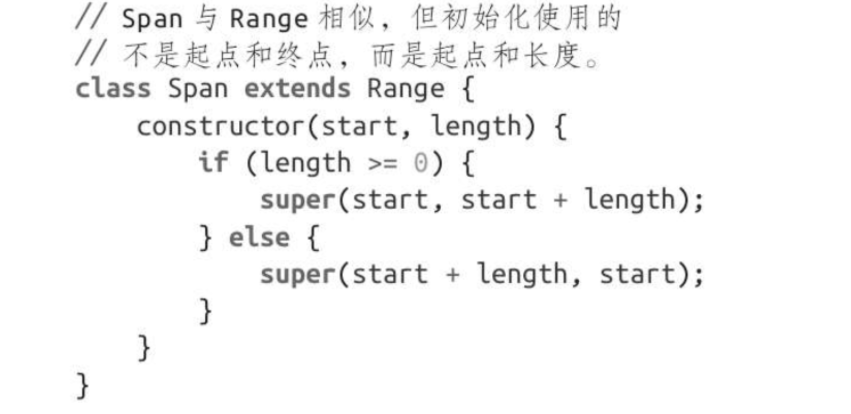 // Span 与 Range 相似，但初始化使用的
// 不是起点和终点，而是起点和长度。
class Span extends Range {
    constructor(start, length) {
        if (length >= 0) {
            super(start, start + length);
        } else {
            super(start + length, start);
        }
    }
}